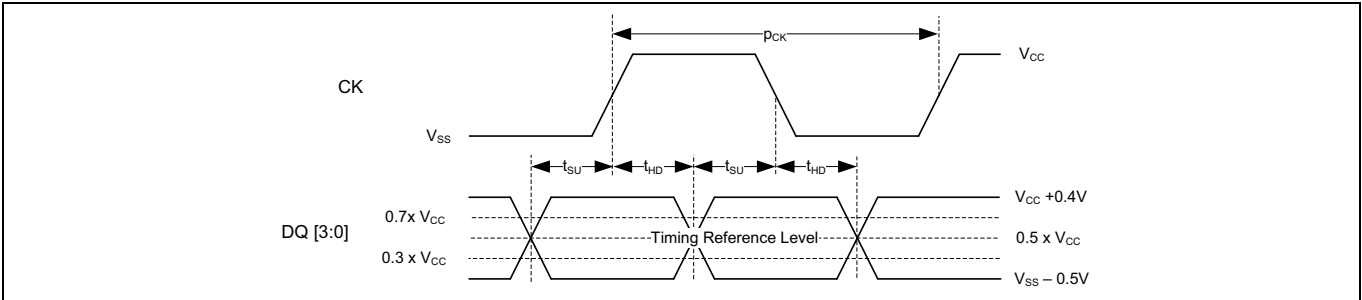 pCK
VCC
CK
VSS
tSU tHD tSU tHD
VCC +0.4V
0.7x VCC
DQ [3:0] Timing Reference Level 0.5 x VCC
0.3 x VCC
VSS – 0.5V